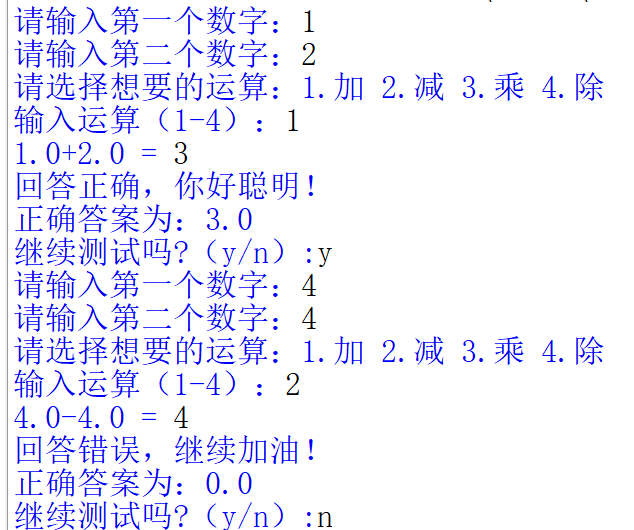 请输入第一个数字：1
请输入第二个数字：2
请选择想要的运算：1.加 2.减 3.乘 4.除
输入运算（1-4）：1
1.0+2.0 = 3
回答正确，你好聪明！
正确答案为：3.0
继续测试吗?（y/n）:y
请输入第一个数字：4
请输入第二个数字：4
请选择想要的运算：1.加 2.减 3.乘 4.除
输入运算（1-4）：2
4.0-4.0 = 4
回答错误，继续加油！
正确答案为：0.0
继续测试吗?（y/n）:n